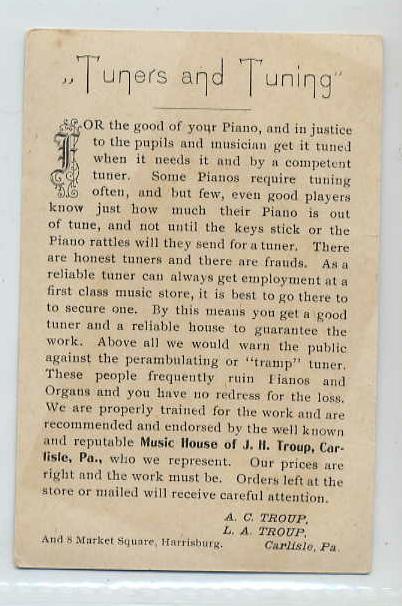 „Tuners and Tuning"
FOR the good of your Piano, and in justice
to the pupils and musician get it tuned
when it needs it and by a competent
tuner. Some Pianos require tuning
often, and but few, even good players
know just how much their Piano is out
of tune, and not until the keys stick or the
Piano rattles will they send for a tuner. There
are honest tuners and there are frauds. As a
reliable tuner can always get employment at a
first class music store, it is best to go there to
to secure one. By this means you get a good
tuner and a reliable house to guarantee the
work. Above all we would warn the public
against the perambulating or "tramp" tuner.
These people frequently ruin Pianos and
Organs and you have no redress for the loss.
We are properly trained for the work and are
recommended and endorsed by the well known
and reputable Music House of J. H. Troup, Car-
lisle, Pa., who we represent. Our prices are
right and the work must be. Orders left at the
store or mailed will receive careful attention.
A. C. TROUP,
L. A. TROUP,
And 8 Market Square, Harrisburg. Carlisle, Pa.